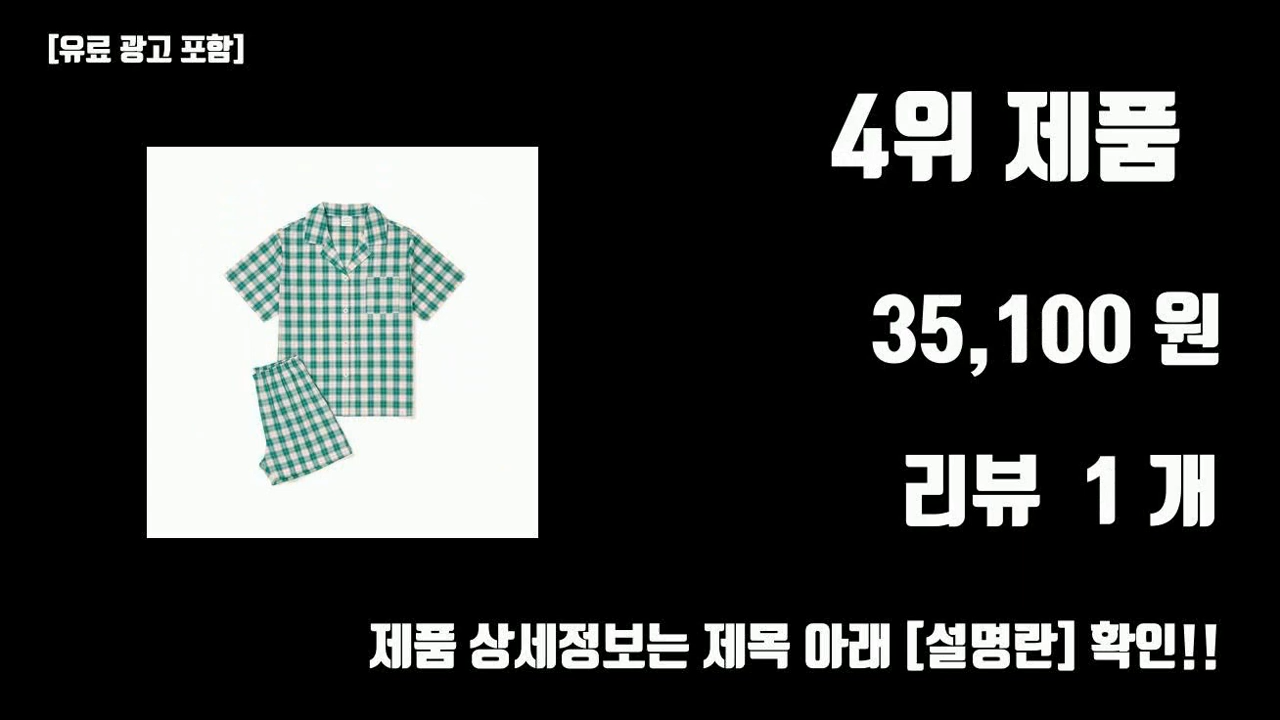 [유료 광고 포함]
4위 제품
35,100 원
리뷰 1 개
제품 상세정보는 제목 아래 [설명란] 확인!!